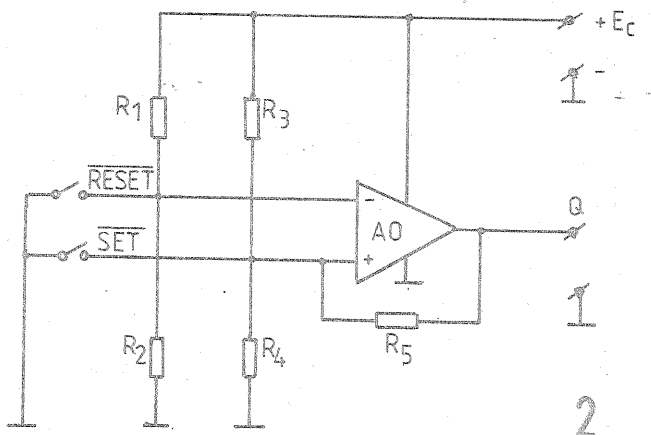 + EC
-
R1
R3
RESET
-
Q
SET
AO
+
R2
R4
R5
2